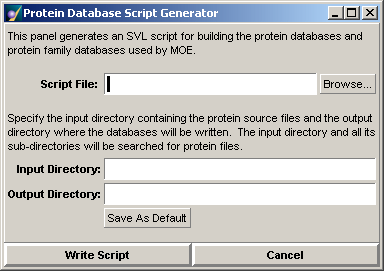 Protein Database Script Generator
This panel generates an SVL script for building the protein databases and
protein family databases used by MOE.
Script File: Browse...
Specify the input directory containing the protein source files and the output
directory where the databases will be written. The input directory and all its
sub-directories will be searched for protein files.
Input Directory:
Output Directory:
Save As Default
Write Script Cancel